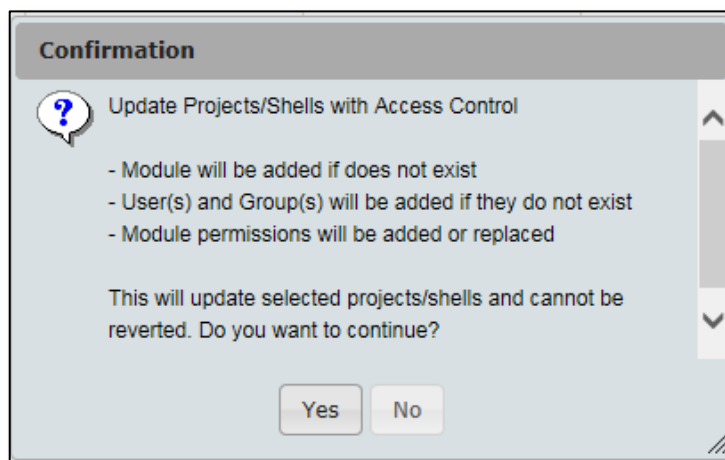 Confirmation
Update Projects/Shells with Access Control
- Module will be added if does not exist
- User(s) and Group(s) will be added if they do not exist
- Module permissions will be added or replaced
This will update selected projects/shells and cannot be
reverted. Do you want to continue?
Yes No